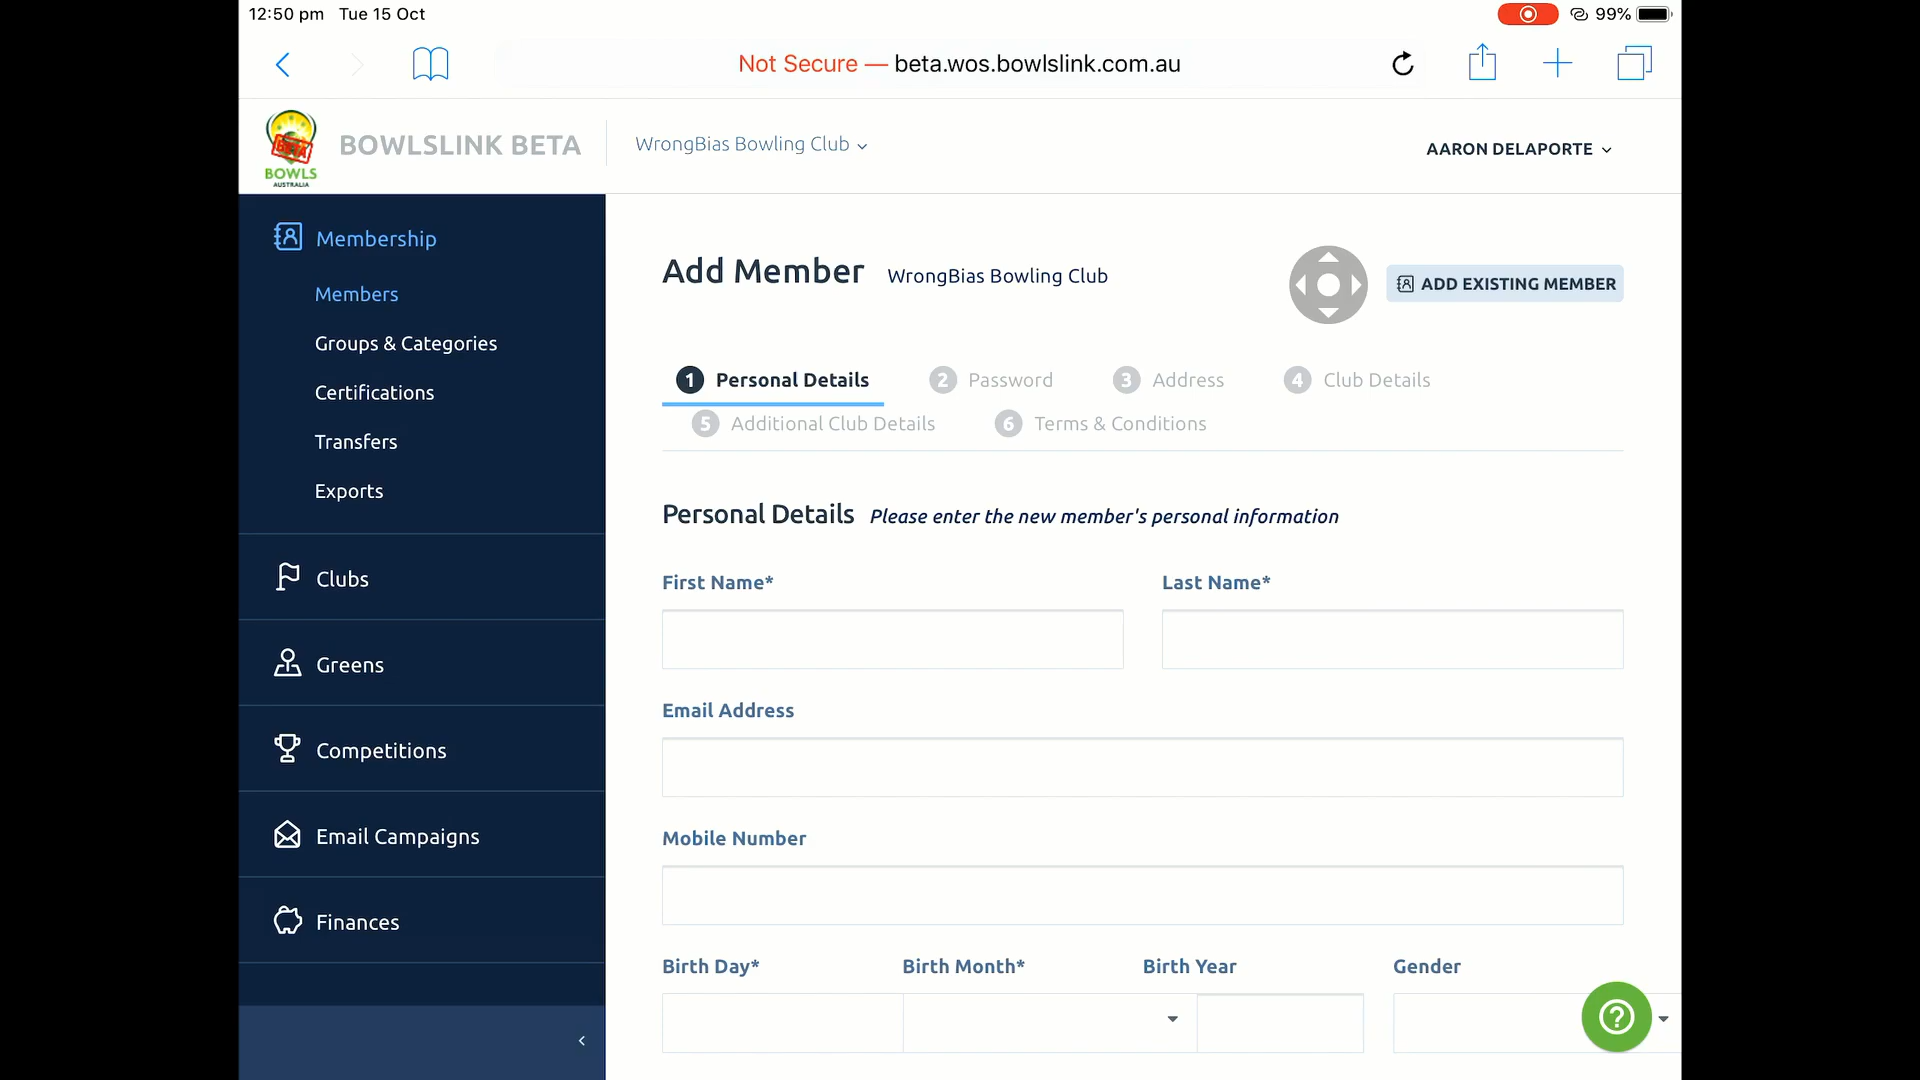 12:50 pm Tue 15 Oct
99%
Not Secure — beta.wos.bowlslink.com.au
BETA
BOWLS
AUSTRALIA
BOWLSLINK BETA
WrongBias Bowling Club
AARON DELAPORTE
Membership
Members
Groups & Categories
Certifications
Transfers
Exports
Clubs
Greens
Competitions
Email Campaigns
Finances
Add Member WrongBias Bowling Club
ADD EXISTING MEMBER
1 Personal Details 2 Password 3 Address 4 Club Details
5 Additional Club Details 6 Terms & Conditions
Personal Details Please enter the new member's personal information
First Name* Last Name*
Email Address
Mobile Number
Birth Day* Birth Month* Birth Year Gender
?